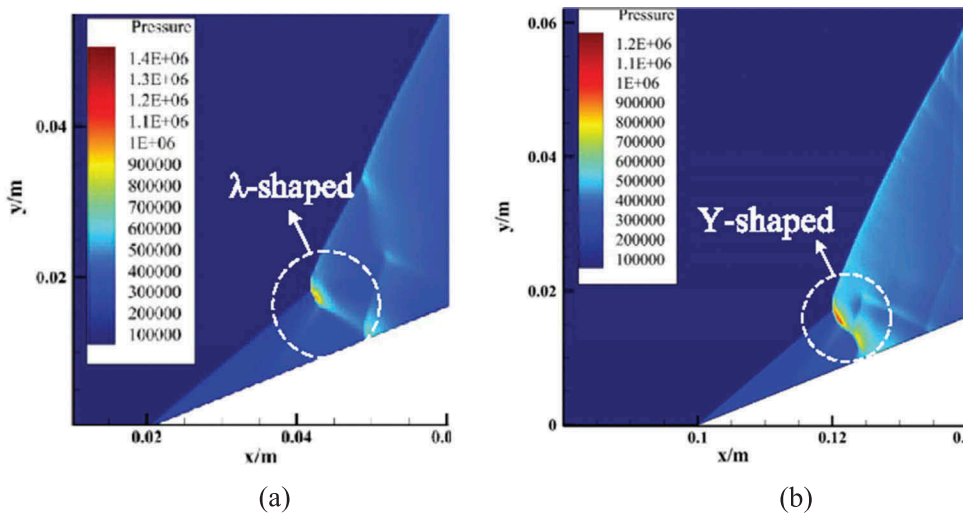 Pressure
1.4E+06
1.3E+06
1.2E+06
1.1E+06
1E+06
900000
800000
700000
600000
500000
400000
300000
200000
100000
0.04
0.02
y/m
λ-shaped
0.02
0.04
0.0
x/m
(a)
0.06
0.04
0.02
0
y/m
Pressure
1.2E+06
1.1E+06
1E+06
900000
800000
700000
600000
500000
400000
300000
200000
100000
Y-shaped
0.1
0.12
0.
x/m
(b)